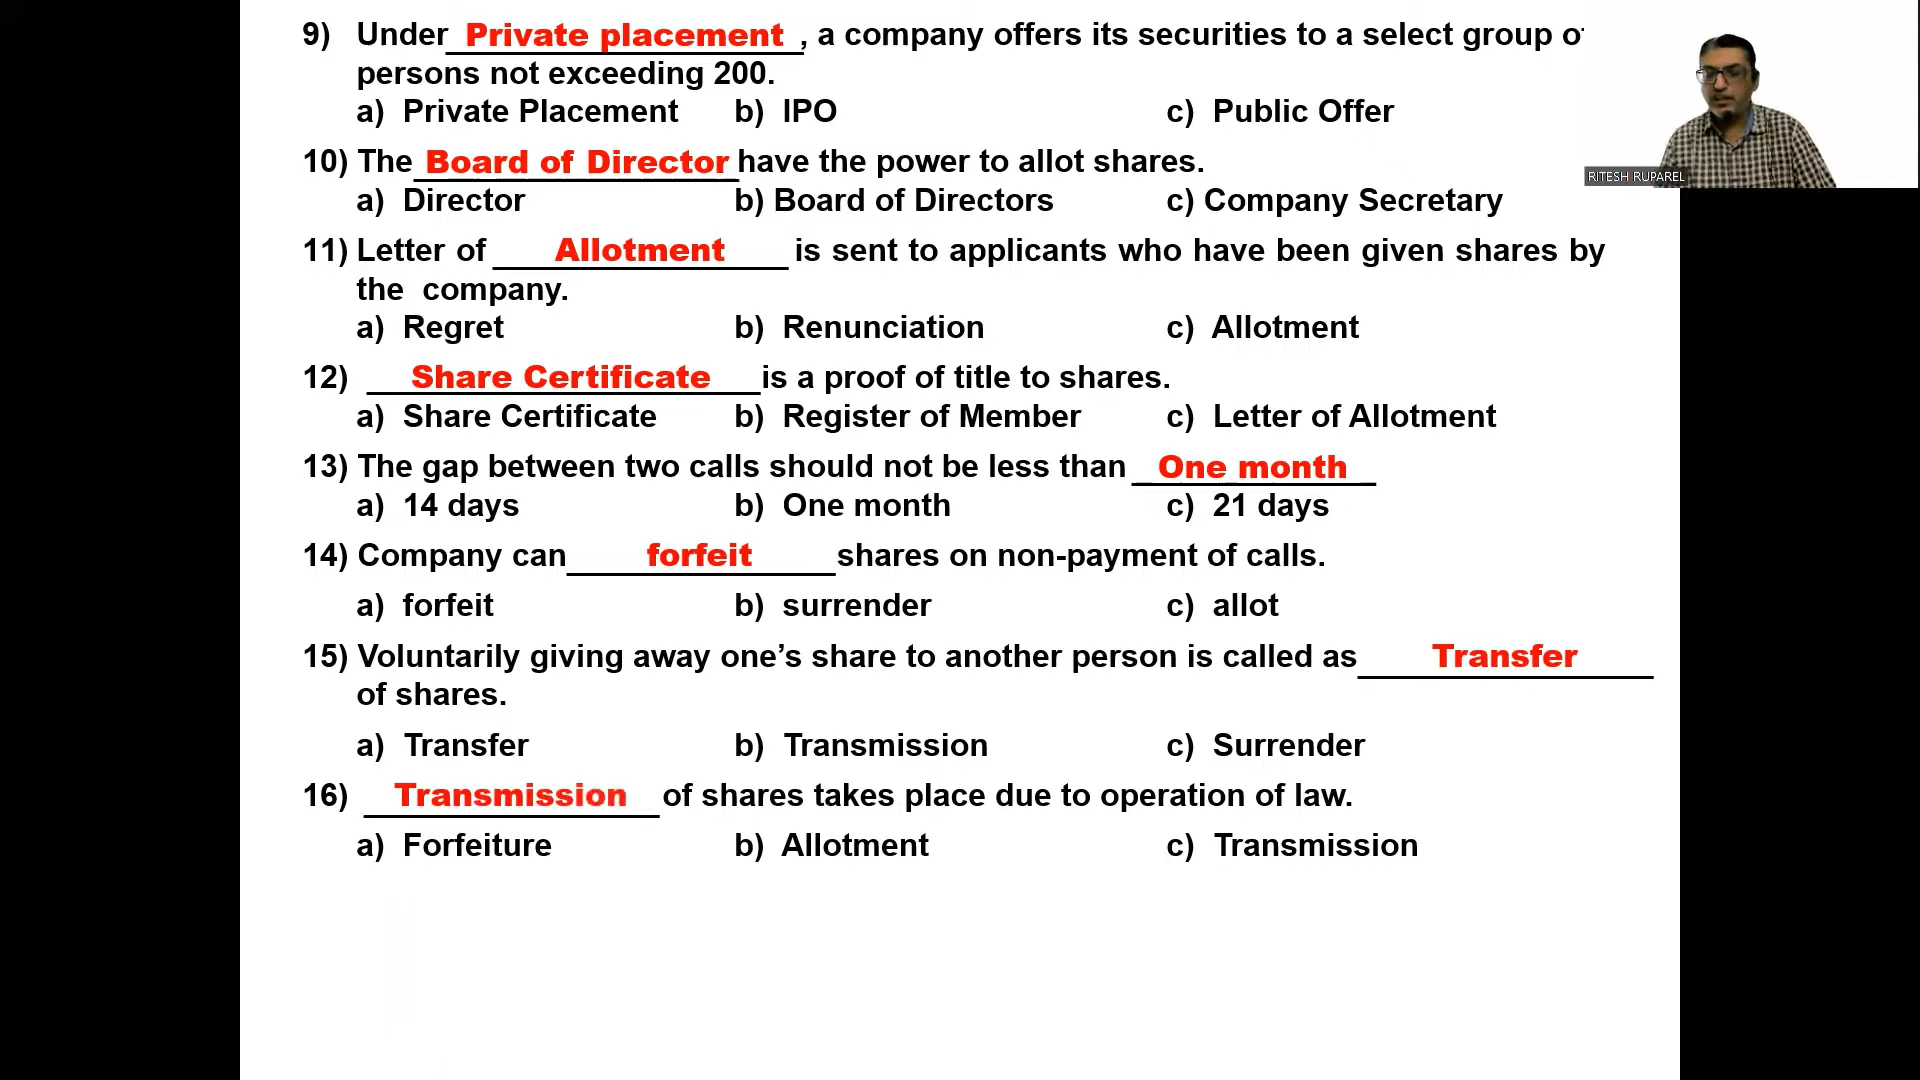 9) Under Private placement , a company offers its securities to a select group of
persons not exceeding 200.
a) Private Placement b) IPO c) Public Offer
10) The Board of Director have the power to allot shares.
a) Director b) Board of Directors c) Company Secretary
11) Letter of Allotment is sent to applicants who have been given shares by
the company.
a) Regret b) Renunciation c) Allotment
12) Share Certificate is a proof of title to shares.
a) Share Certificate b) Register of Member c) Letter of Allotment
13) The gap between two calls should not be less than One month
a) 14 days b) One month c) 21 days
14) Company can forfeit shares on non-payment of calls.
a) forfeit b) surrender c) allot
15) Voluntarily giving away one’s share to another person is called as Transfer
of shares.
a) Transfer b) Transmission c) Surrender
16) Transmission of shares takes place due to operation of law.
a) Forfeiture b) Allotment c) Transmission
RITESH RUPAREL